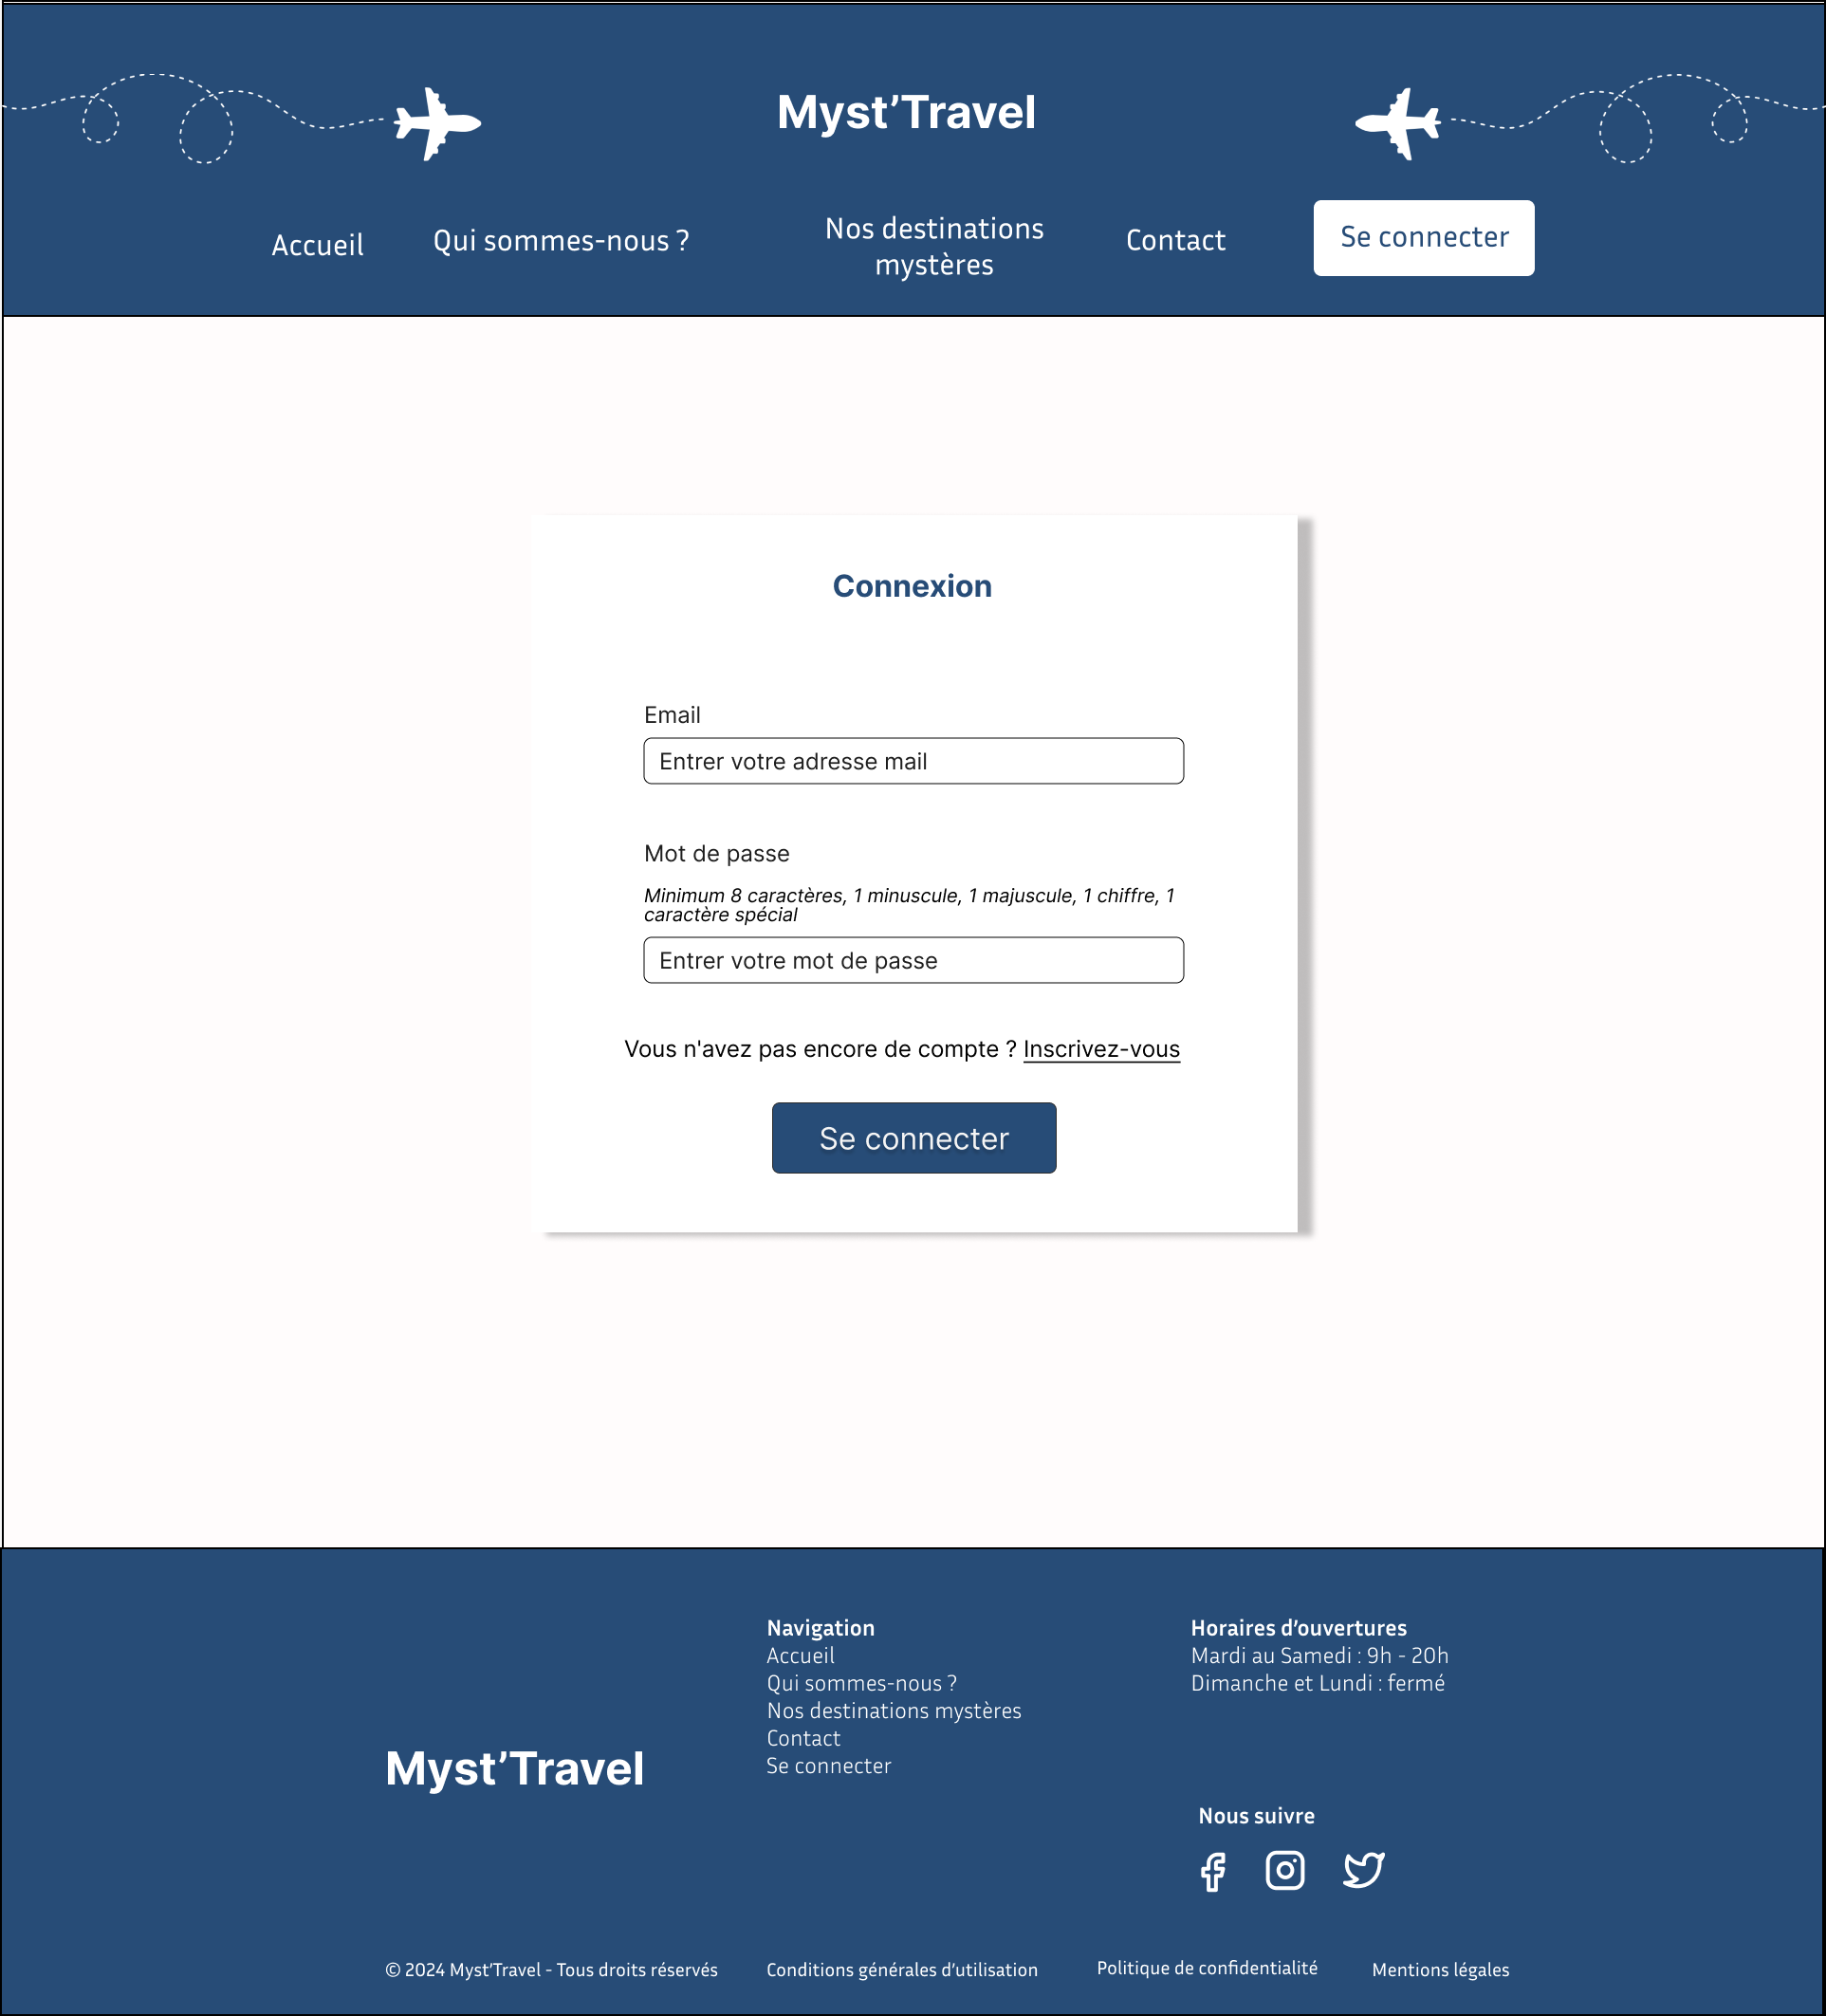 Myst’Travel
Accueil
Qui sommes-nous ?
Nos destinations
mystères
Contact
Se connecter
Connexion
Email
Entrer votre adresse mail
Mot de passe
Minimum 8 caractères, 1 minuscule, 1 majuscule, 1 chiffre, 1
caractère spécial
Entrer votre mot de passe
Vous n'avez pas encore de compte ? Inscrivez-vous
Se connecter
Myst’Travel
Navigation
Accueil
Qui sommes-nous ?
Nos destinations mystères
Contact
Se connecter
Horaires d’ouvertures
Mardi au Samedi : 9h - 20h
Dimanche et Lundi : fermé
Nous suivre
© 2024 Myst’Travel - Tous droits réservés
Conditions générales d’utilisation
Politique de confidentialité
Mentions légales